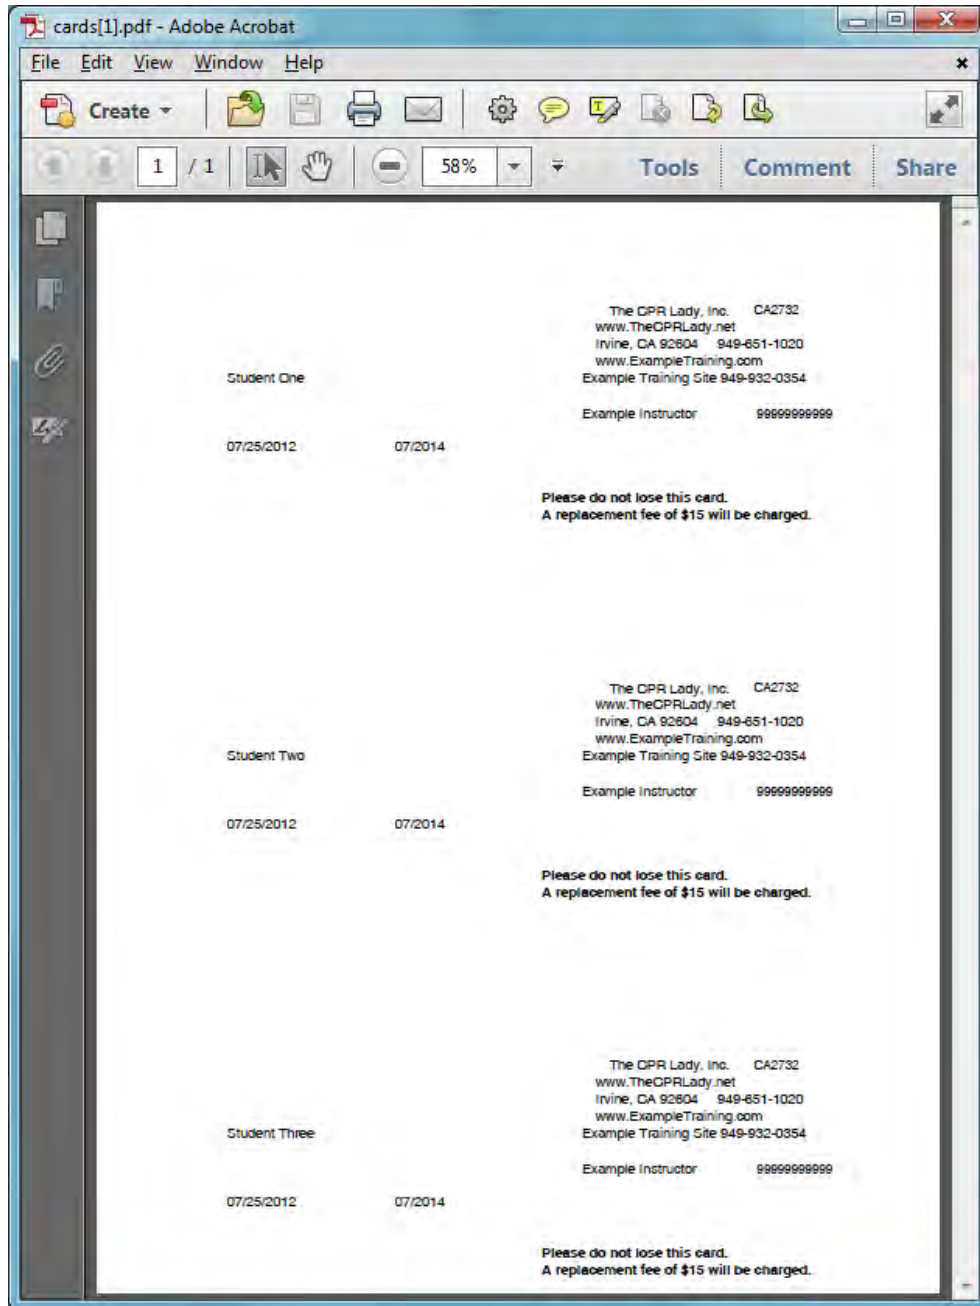 cards[1].pdf - Adobe Acrobat
File Edit View Window Help
Create
1 / 1 58% Tools Comment Share
The CPR Lady, Inc. CA2732
www.TheCPRLady.net
Irvine, CA 92604 949-651-1020
www.ExampleTraining.com
Student One Example Training Site 949-932-0354
Example Instructor 99999999999
07/25/2012 07/2014
Please do not lose this card.
A replacement fee of $15 will be charged.
The CPR Lady, Inc. CA2732
www.TheCPRLady.net
Irvine, CA 92604 949-651-1020
www.ExampleTraining.com
Student Two Example Training Site 949-932-0354
Example Instructor 99999999999
07/25/2012 07/2014
Please do not lose this card.
A replacement fee of $15 will be charged.
The CPR Lady, Inc. CA2732
www.TheCPRLady.net
Irvine, CA 92604 949-651-1020
www.ExampleTraining.com
Student Three Example Training Site 949-932-0354
Example Instructor 99999999999
07/25/2012 07/2014
Please do not lose this card.
A replacement fee of $15 will be charged.